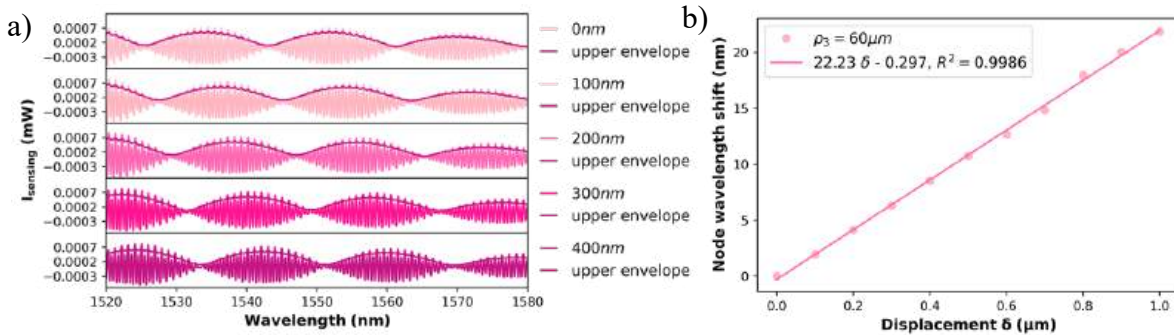 a)
0.0007
0.0002
−0.0003
0nm
upper envelope
0.0007
0.0002
−0.0003
100nm
upper envelope
0.0007
0.0002
−0.0003
200nm
upper envelope
0.0007
0.0002
−0.0003
300nm
upper envelope
0.0007
0.0002
−0.0003
400nm
upper envelope
I_sensing (mW)
1520 1530 1540 1550 1560 1570 1580
Wavelength (nm)
b)
ρ₃ = 60μm
22.23 δ - 0.297, R² = 0.9986
Node wavelength shift (nm)
20
15
10
5
0
0.0 0.2 0.4 0.6 0.8 1.0
Displacement δ (μm)